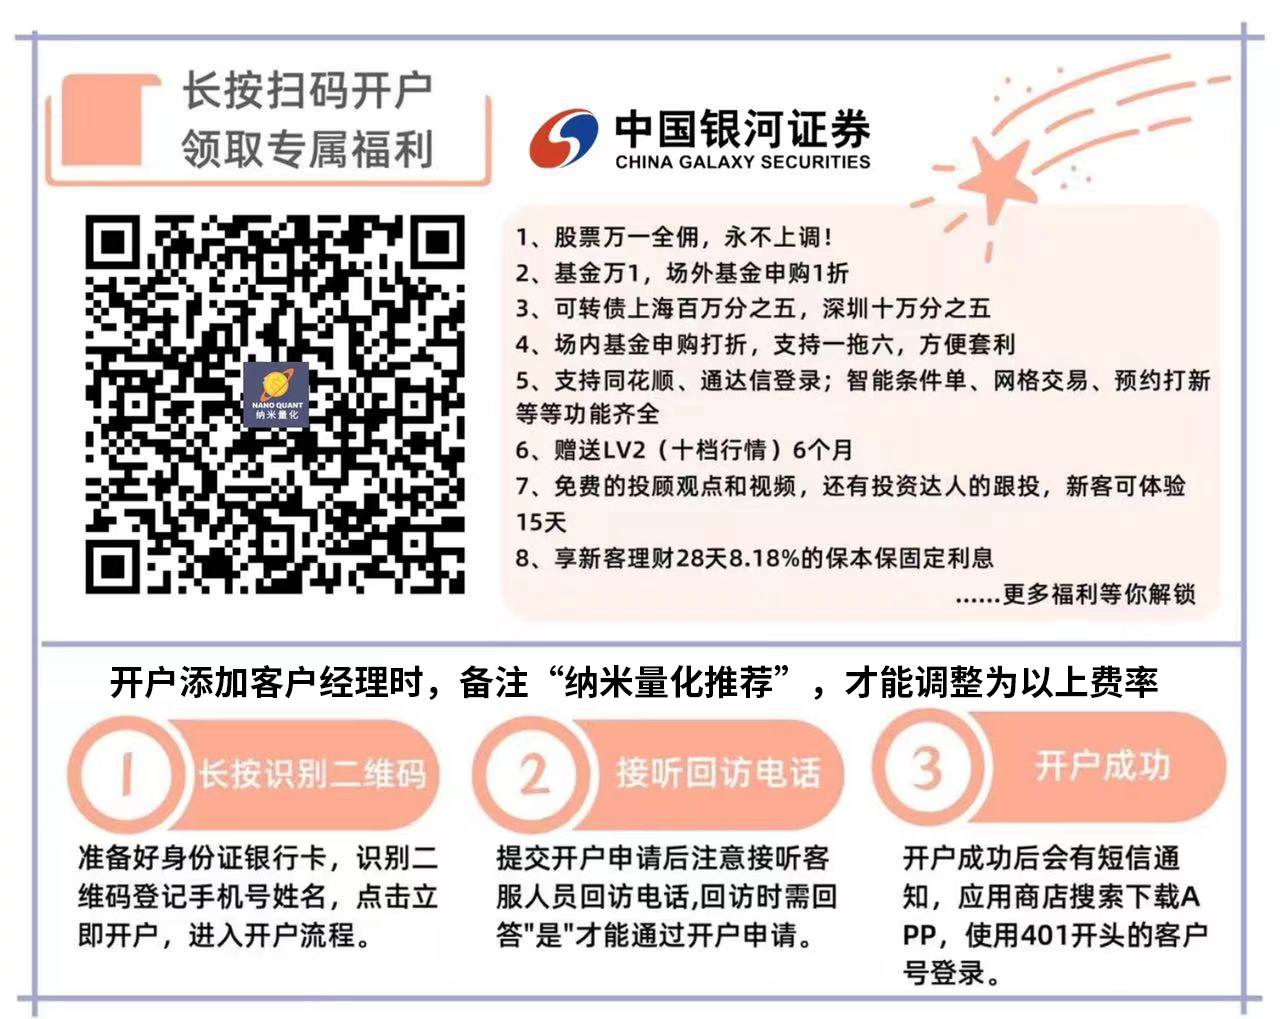 长按扫码开户
领取专属福利
中国银河证券
CHINA GALAXY SECURITIES
NANO QUANT
纳米量化
1、股票万一全佣，永不上调！
2、基金万1，场外基金申购1折
3、可转债上海百万分之五，深圳十万分之五
4、场内基金申购打折，支持一拖六，方便套利
5、支持同花顺、通达信登录；智能条件单、网格交易、预约打新
等等功能齐全
6、赠送LV2（十档行情）6个月
7、免费的投顾观点和视频，还有投资达人的跟投，新客可体验
15天
8、享新客理财28天8.18%的保本保固定利息
......更多福利等你解锁
开户添加客户经理时，备注“纳米量化推荐”，才能调整为以上费率
1 长按识别二维码
准备好身份证银行卡，识别二
维码登记手机号姓名，点击立
即开户，进入开户流程。
2 接听回访电话
提交开户申请后注意接听客
服人员回访电话,回访时需回
答"是"才能通过开户申请。
3 开户成功
开户成功后会有短信通
知，应用商店搜索下载A
PP，使用401开头的客户
号登录。